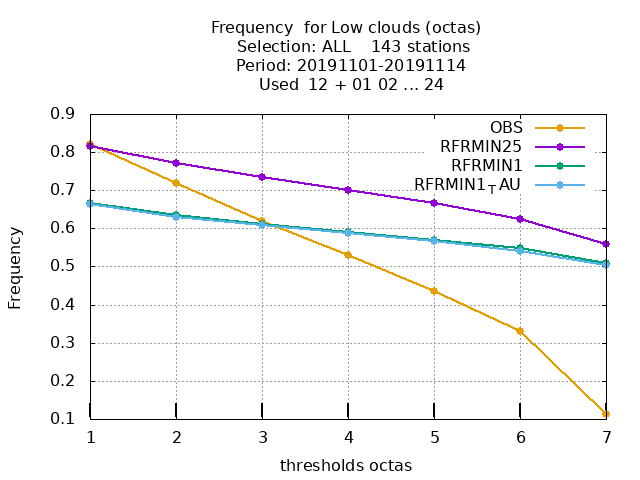 Frequency  for Low clouds (octas)
Selection: ALL    143 stations
Period: 20191101-20191114
Used  12 + 01 02 ... 24
OBS
RFRMIN25
RFRMIN1
RFRMIN1TAU
Frequency
0.9
0.8
0.7
0.6
0.5
0.4
0.3
0.2
0.1
1 2 3 4 5 6 7
thresholds octas